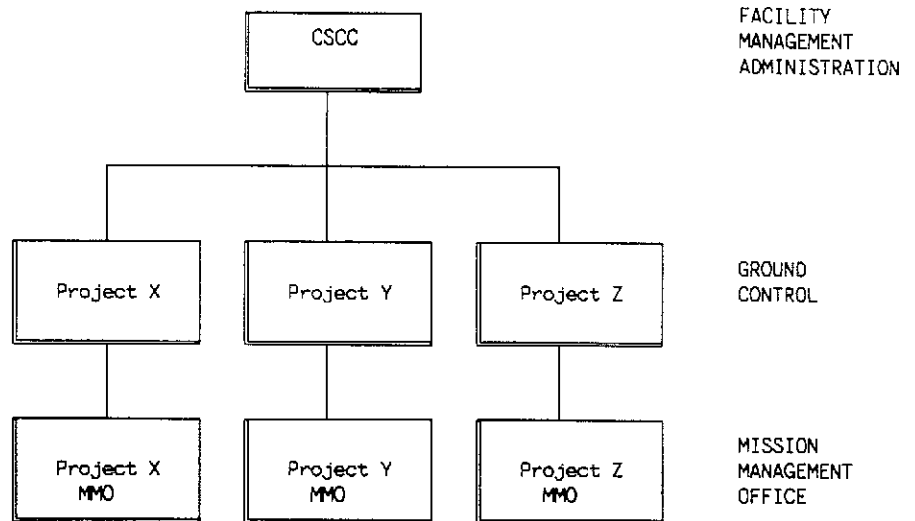 CSCC
FACILITY
MANAGEMENT
ADMINISTRATION
Project X
Project Y
Project Z
GROUND
CONTROL
Project X
MMO
Project Y
MMO
Project Z
MMO
MISSION
MANAGEMENT
OFFICE